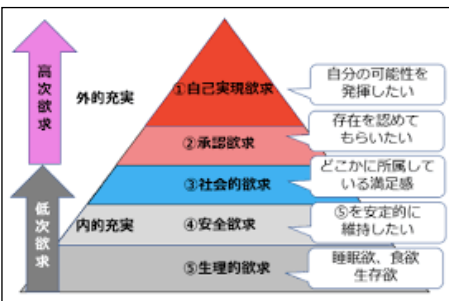 高次欲求
低次欲求
外的充実
内的充実
①自己実現欲求
②承認欲求
③社会的欲求
④安全欲求
⑤生理的欲求
自分の可能性を
発揮したい
存在を認めて
もらいたい
どこかに所属して
いる満足感
⑤を安定的に
維持したい
睡眠欲、食欲
生存欲